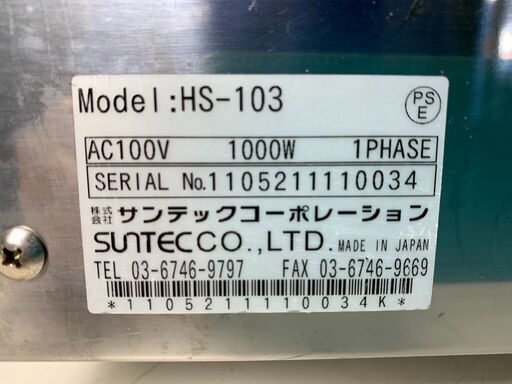 Model:HS-103
PS
E
AC100V 1000W 1PHASE
SERIAL No.1105211110034
株式会社 サンテックコーポレーション
SUNTECCO.,LTD. MADE IN JAPAN
TEL 03-6746-9797 FAX 03-6746-9669
*1105211110034K*